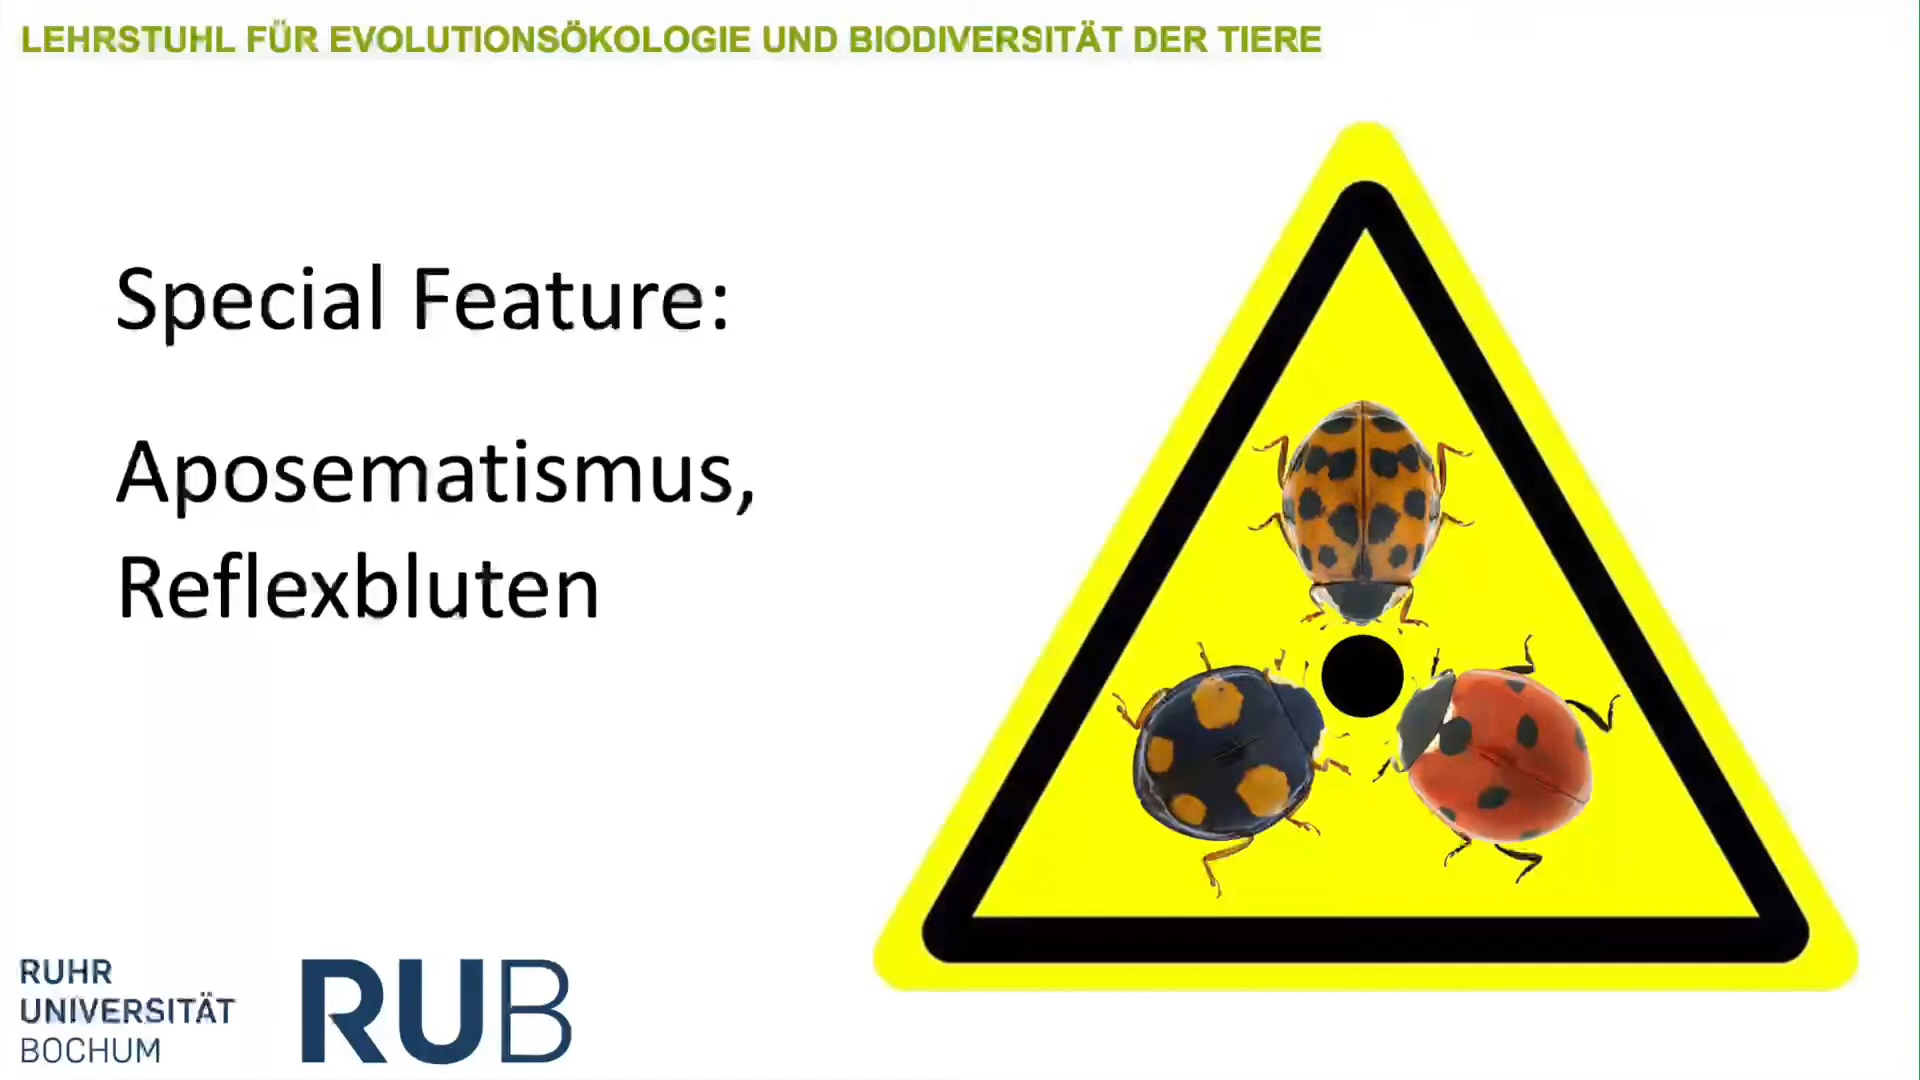 LEHRSTUHL FÜR EVOLUTIONSÖKOLOGIE UND BIODIVERSITÄT DER TIERE
Special Feature:
Aposematismus,
Reflexbluten
RUHR
UNIVERSITÄT
BOCHUM
RUB